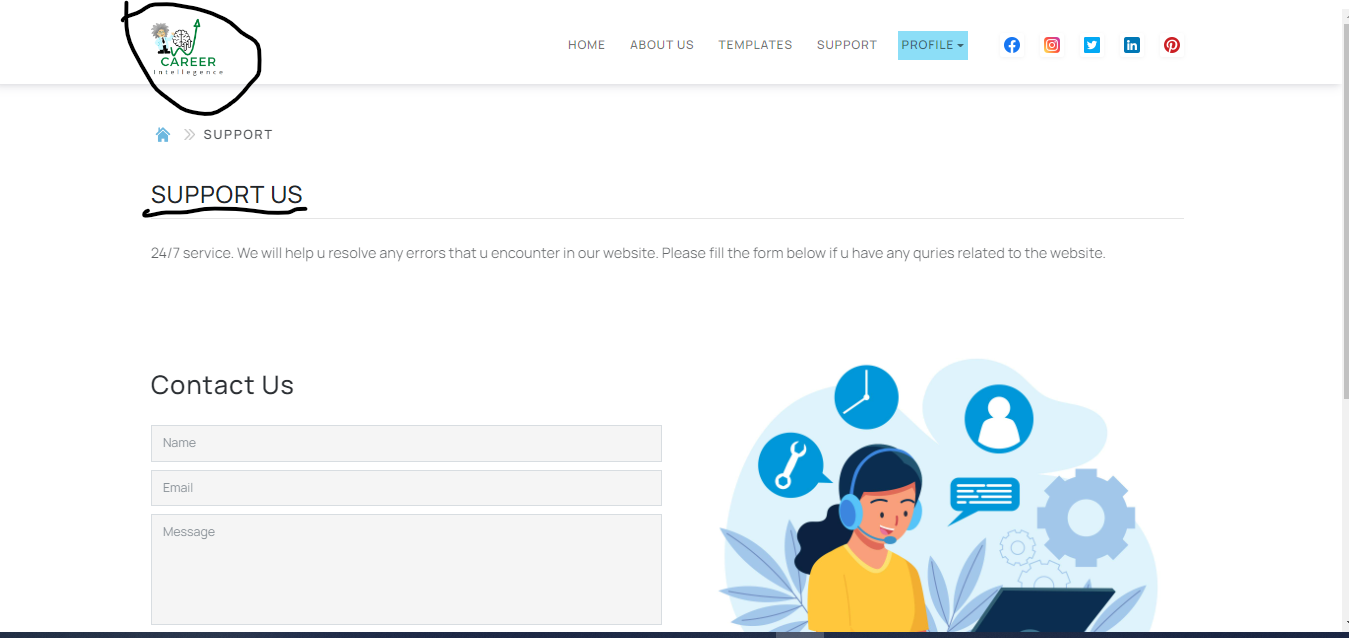 CAREER
Intellegence
HOME ABOUT US TEMPLATES SUPPORT PROFILE
SUPPORT
SUPPORT US
24/7 service. We will help u resolve any errors that u encounter in our website. Please fill the form below if u have any quries related to the website.
Contact Us
Name
Email
Message